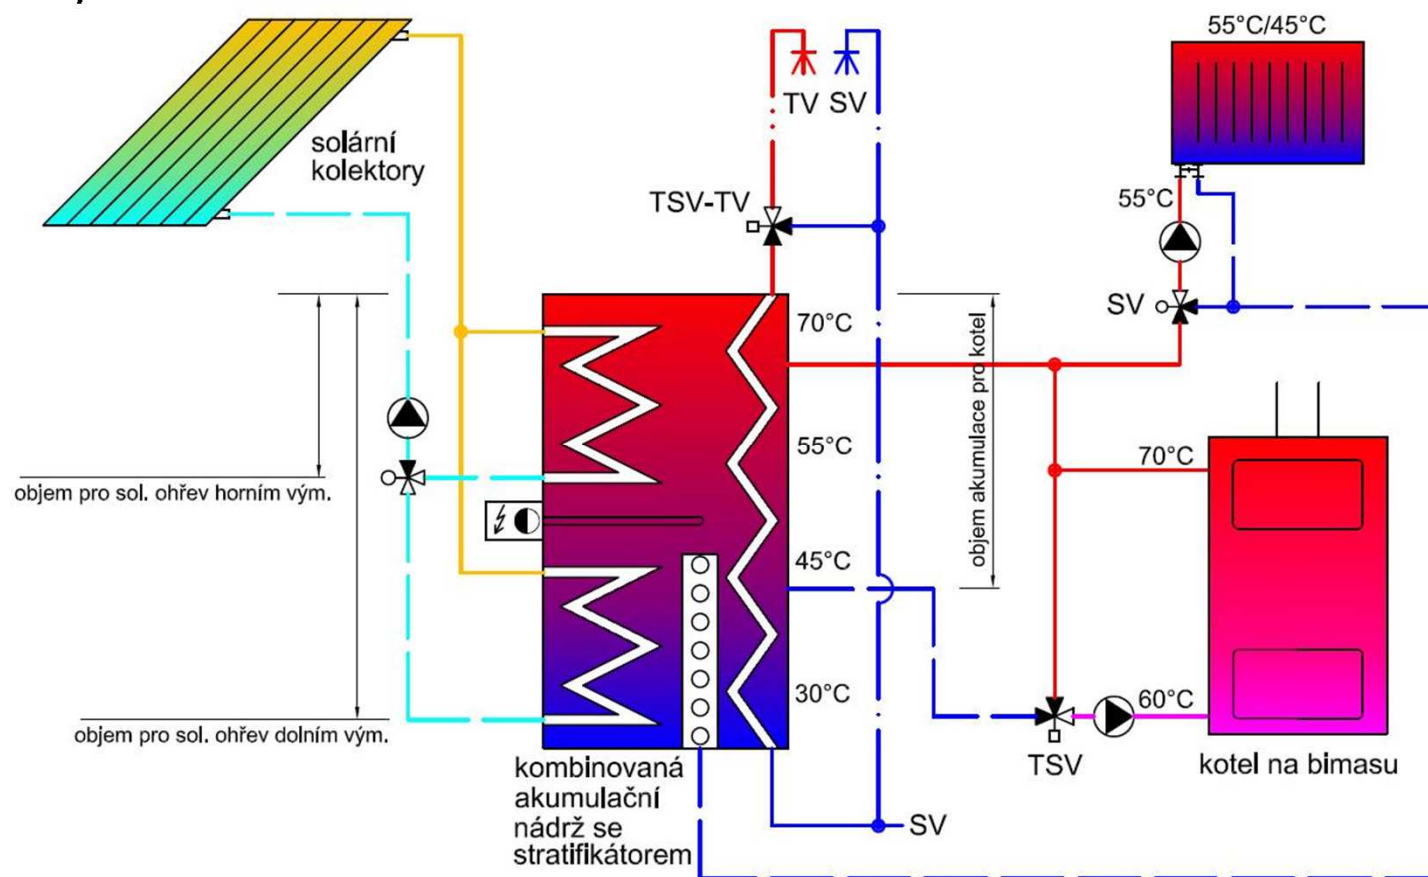 55°C/45°C
TV SV
solární
kolektory
TSV-TV
55°C
SV
70°C
objem akumulace pro kotel
55°C
70°C
objem pro sol. ohřev horním vým.
45°C
30°C
60°C
objem pro sol. ohřev dolním vým.
TSV
kotel na bimasu
kombinovaná
akumulační
nádrž se
stratifikátorem
SV